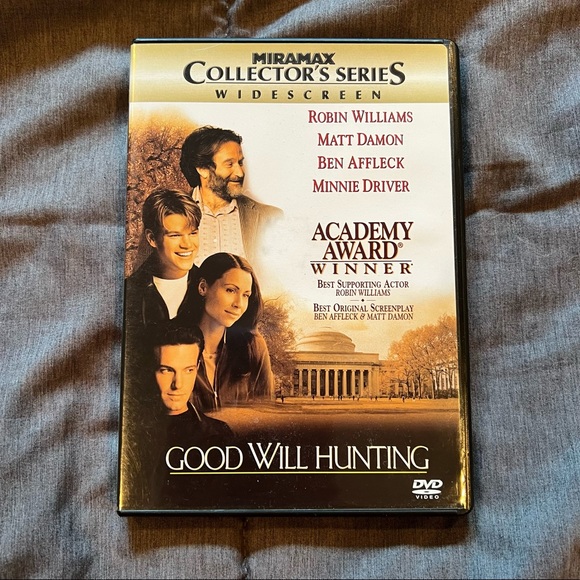 MIRAMAX
COLLECTOR'S SERIES
WIDESCREEN
ROBIN WILLIAMS
MATT DAMON
BEN AFFLECK
MINNIE DRIVER
ACADEMY
AWARD®
WINNER
BEST SUPPORTING ACTOR
ROBIN WILLIAMS
BEST ORIGINAL SCREENPLAY
BEN AFFLECK & MATT DAMON
GOOD WILL HUNTING
DVD
VIDEO